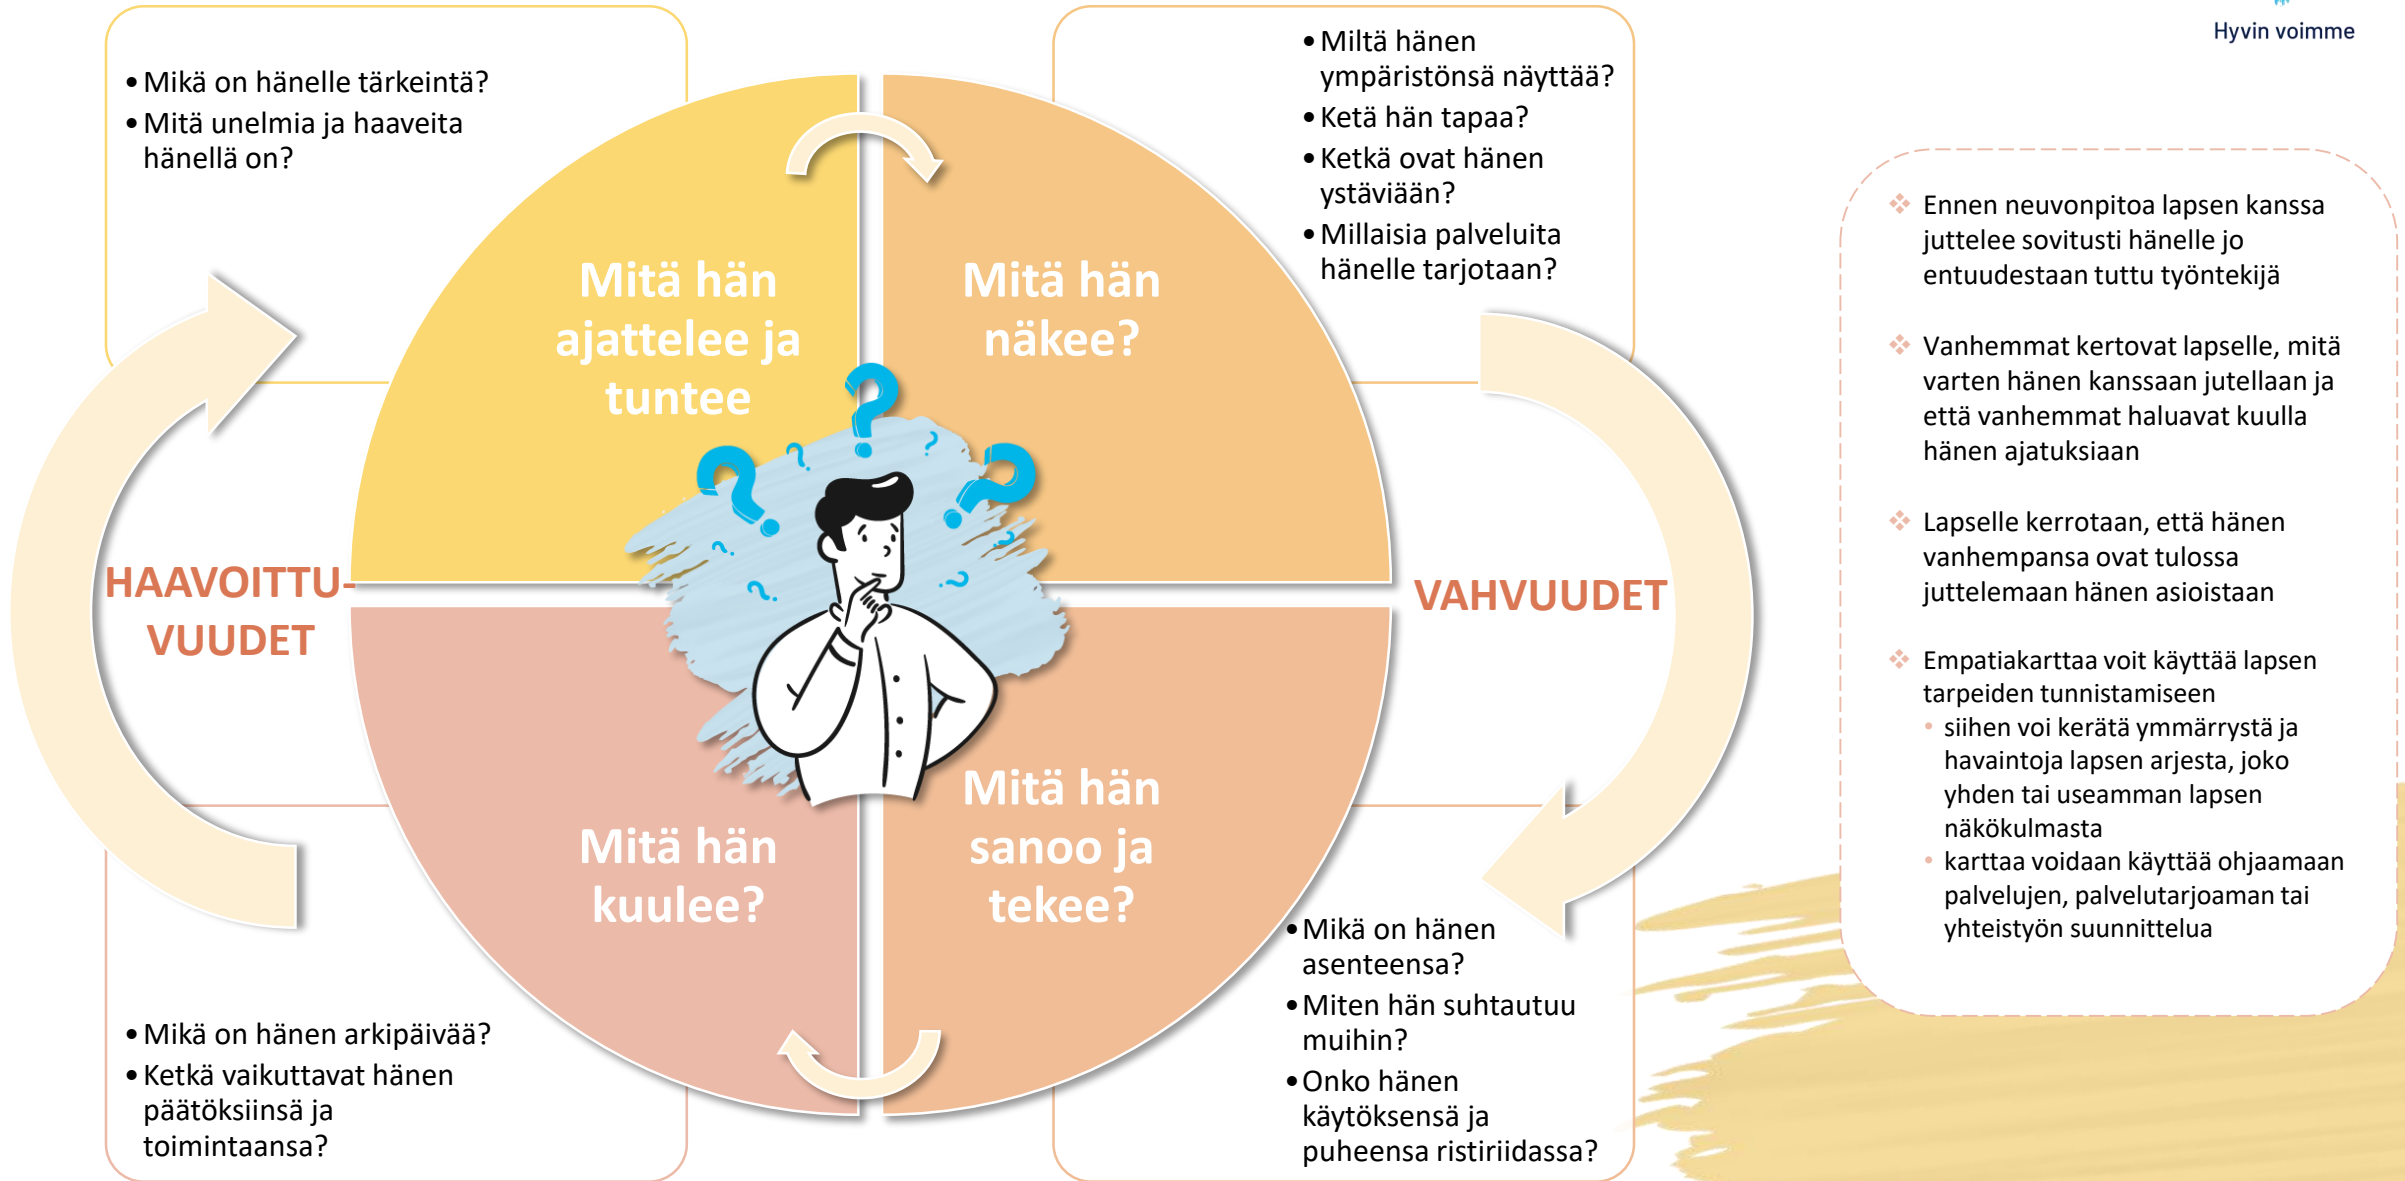 Hyvin voimme
•Mikä on hänelle tärkeintä?
•Mitä unelmia ja haaveita
hänellä on?
Mitä hän
ajattelee ja
tuntee
•Miltä hänen
ympäristönsä näyttää?
•Ketä hän tapaa?
•Ketkä ovat hänen
ystäviään?
•Millaisia palveluita
hänelle tarjotaan?
Mitä hän
näkee?
HAAVOITTU-
VUUDET
VAHVUUDET
Mitä hän
kuulee?
•Mikä on hänen arkipäivää?
•Ketkä vaikuttavat hänen
päätöksiinsä ja
toimintaansa?
Mitä hän
sanoo ja
tekee?
•Mikä on hänen
asenteensa?
•Miten hän suhtautuu
muihin?
•Onko hänen
käytöksensä ja
puheensa ristiriidassa?
❖ Ennen neuvonpitoa lapsen kanssa
juttelee sovitusti hänelle jo
entuudestaan tuttu työntekijä
❖ Vanhemmat kertovat lapselle, mitä
varten hänen kanssaan jutellaan ja
että vanhemmat haluavat kuulla
hänen ajatuksiaan
❖ Lapselle kerrotaan, että hänen
vanhempansa ovat tulossa
juttelemaan hänen asioistaan
❖ Empatiakarttaa voit käyttää lapsen
tarpeiden tunnistamiseen
• siihen voi kerätä ymmärrystä ja
havaintoja lapsen arjesta, joko
yhden tai useamman lapsen
näkökulmasta
• karttaa voidaan käyttää ohjaamaan
palvelujen, palvelutarjoaman tai
yhteistyön suunnittelua